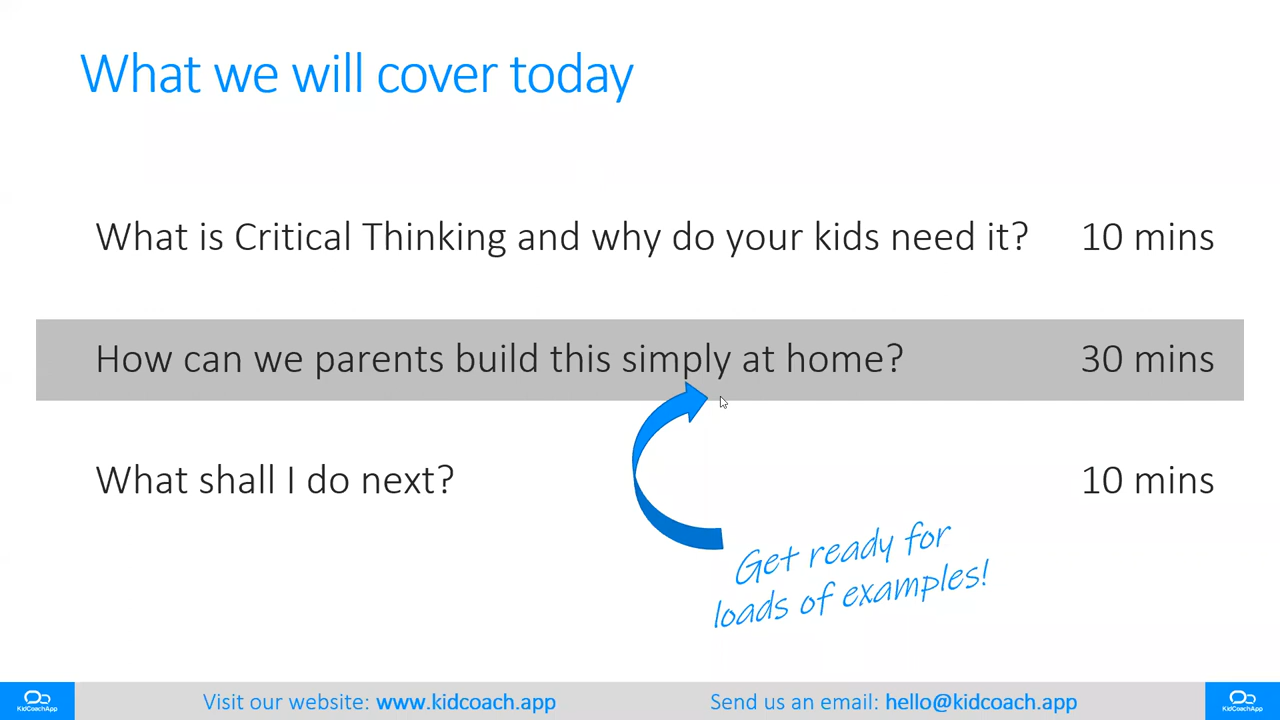 What we will cover today
What is Critical Thinking and why do your kids need it? 10 mins
How can we parents build this simply at home? 30 mins
What shall I do next? 10 mins
Get ready for
loads of examples!
KidCoachApp Visit our website: www.kidcoach.app Send us an email: hello@kidcoach.app KidCoachApp